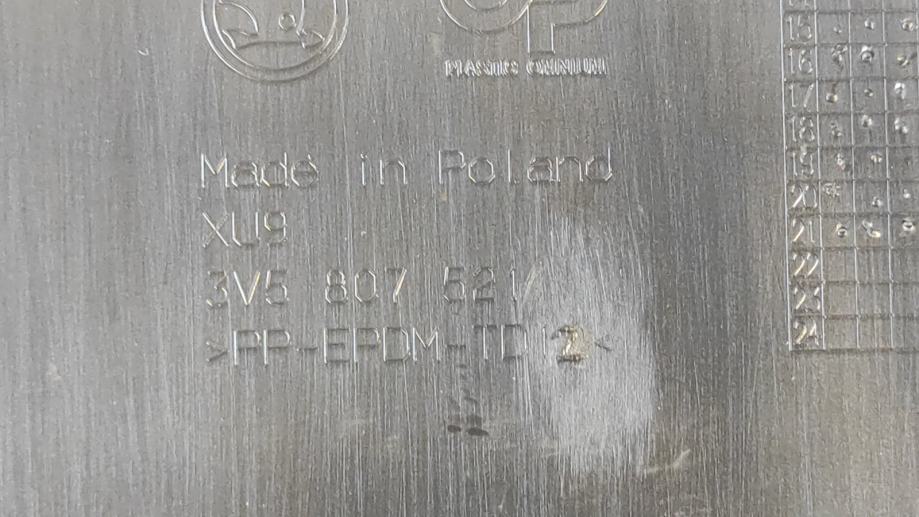 PLASTIC OMNIUM
Made in Poland
XU9
3V5 807 521
>PP-EPDM-TD12<
15
16
17
18
19
20
21
22
23
24